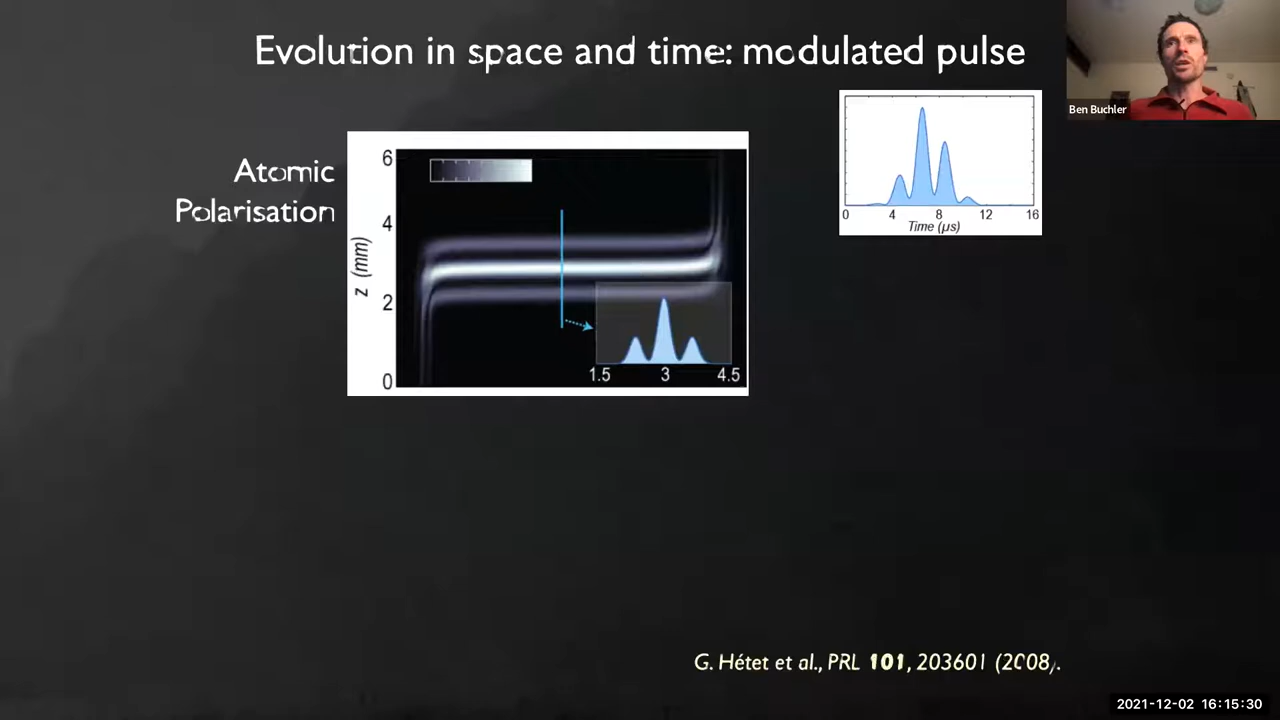 Evolution in space and time: modulated pulse
Ben Buchler
Atomic
Polarisation
6
4
2
0
z (mm)
1.5 3 4.5
0 4 8 12 16
Time (µs)
G. Hétet et al., PRL 101, 203601 (2008).
2021-12-02 16:15:30